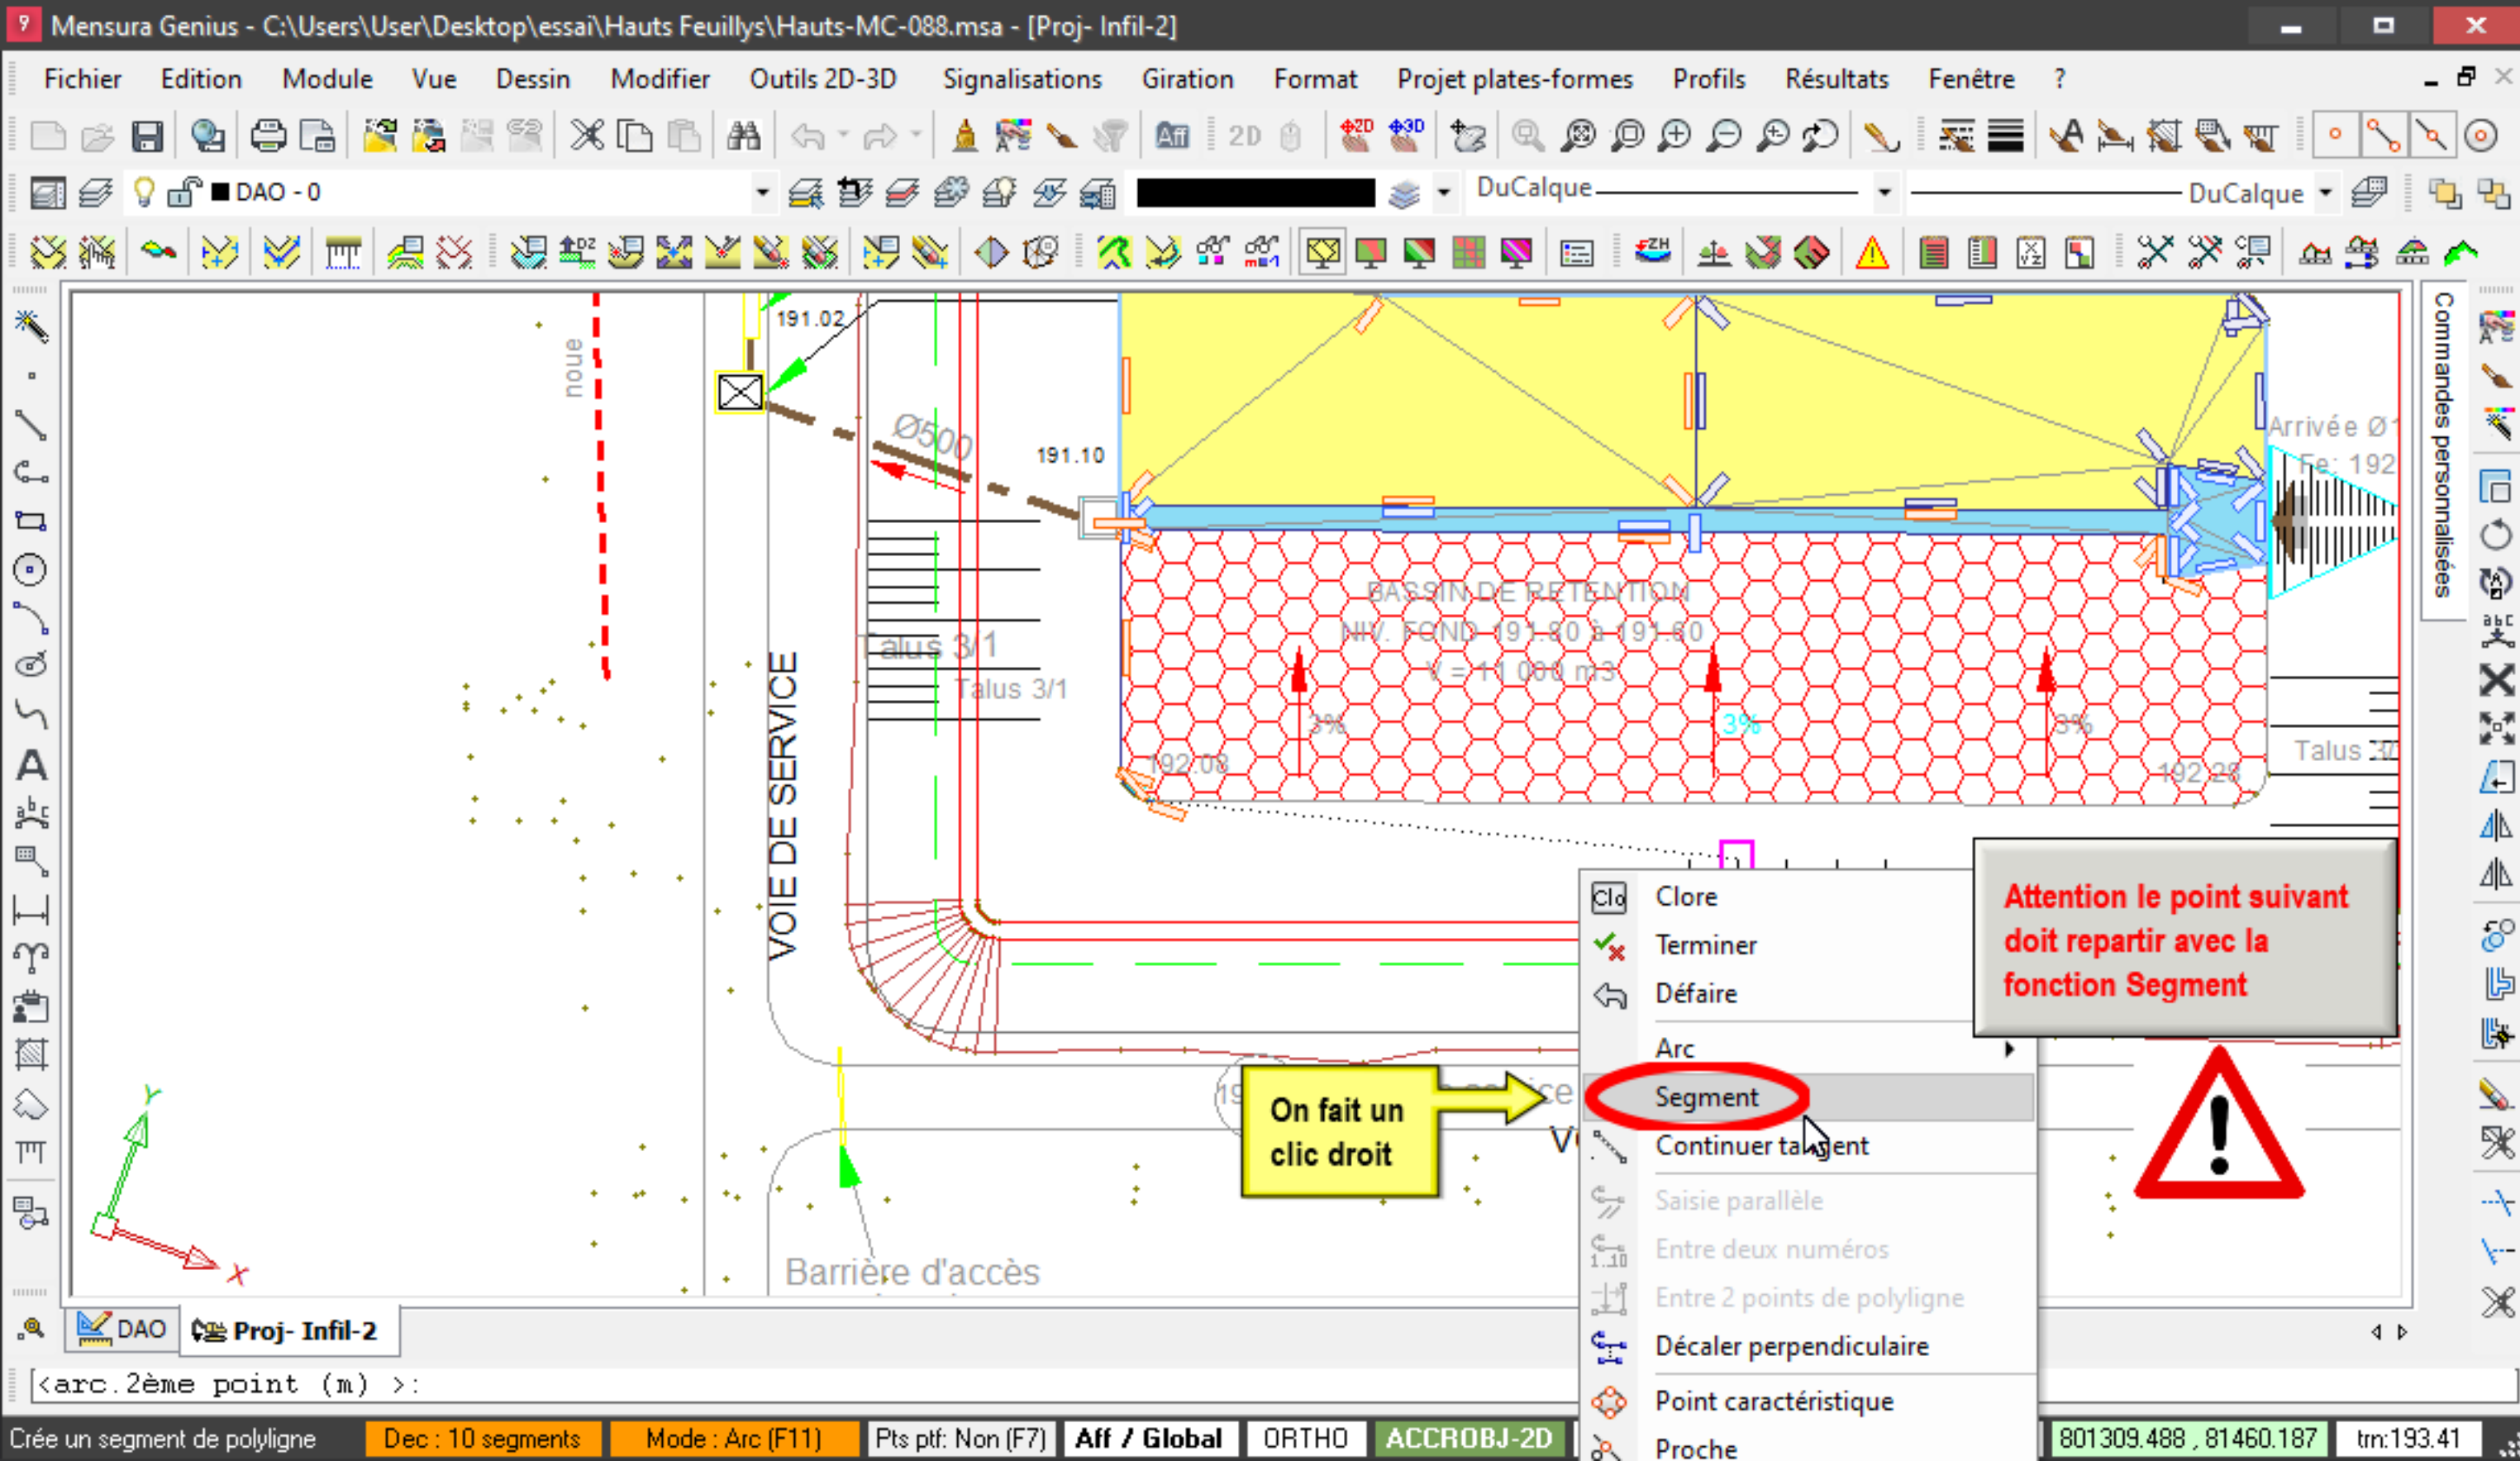 Mensura Genius - C:\Users\User\Desktop\essai\Hauts Feuillys\Hauts-MC-088.msa - [Proj- Infil-2]
Fichier Edition Module Vue Dessin Modifier Outils 2D-3D Signalisations Giration Format Projet plates-formes Profils Résultats Fenêtre ?
Aff 2D 2D 3D
DAO - 0 DuCalque DuCalque
DZ ZH
Commandes personnalisées
noue
191.02
Ø500
191.10
Arrivée Ø1
Fe: 192
BASSIN DE RETENTION
NIV. FOND 191.80 à 191.60
V = 11 000 m3
Talus 3/1
Talus 3/1
VOIE DE SERVICE
3% 3% 3%
192.08
192.28
Talus 3/
Clore
Terminer
Défaire
Arc
Segment
Continuer tangent
Saisie parallèle
Entre deux numéros
Entre 2 points de polyligne
Décaler perpendiculaire
Point caractéristique
Proche
Attention le point suivant
doit repartir avec la
fonction Segment
On fait un
clic droit
Barrière d'accès
Y
X
DAO Proj- Infil-2
<arc.2ème point (m) >:
Crée un segment de polyligne Dec : 10 segments Mode : Arc (F11) Pts ptf: Non (F7) Aff / Global ORTHO ACCROBJ-2D 801309.488 , 81460.187 trn:193.41